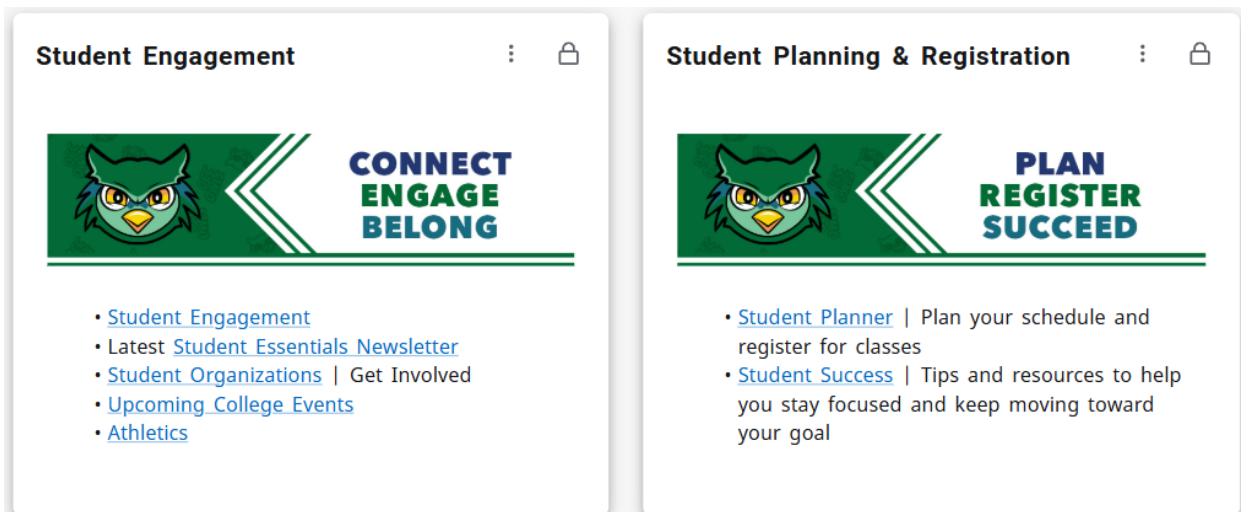 Student Engagement
CONNECT
ENGAGE
BELONG
• Student Engagement
• Latest Student Essentials Newsletter
• Student Organizations | Get Involved
• Upcoming College Events
• Athletics
Student Planning & Registration
PLAN
REGISTER
SUCCEED
• Student Planner | Plan your schedule and
register for classes
• Student Success | Tips and resources to help
you stay focused and keep moving toward
your goal